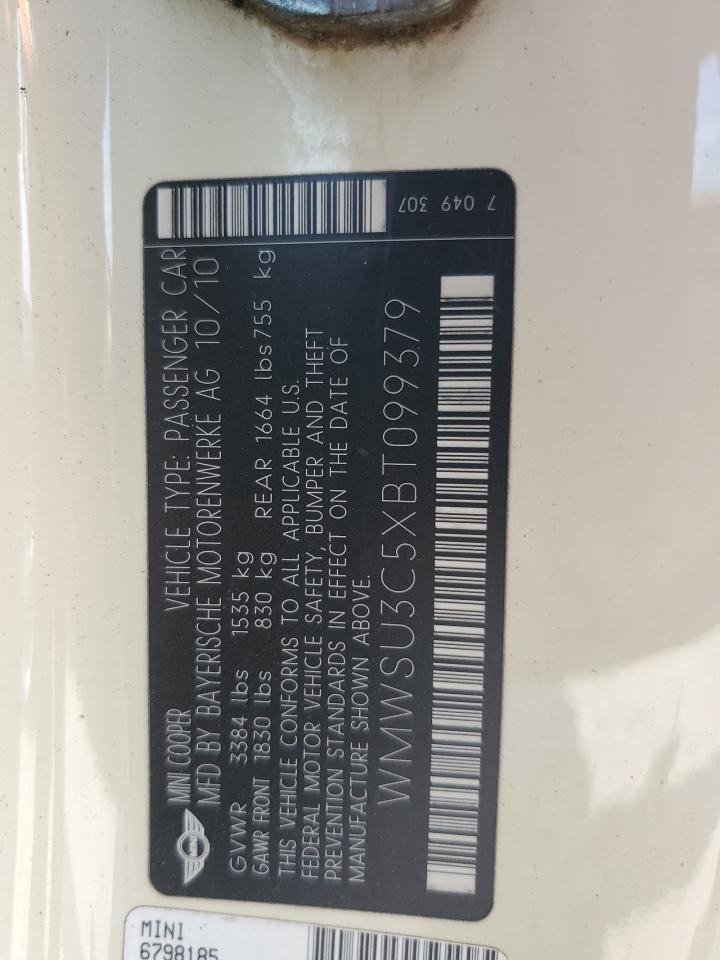 MINI COOPER VEHICLE TYPE: PASSENGER CAR
MFD BY BAYERISCHE MOTORENWERKE AG 10/10
GVWR 3384 lbs 1535 kg
GAWR FRONT 1830 lbs 830 kg REAR 1664 lbs 755 kg
THIS VEHICLE CONFORMS TO ALL APPLICABLE U.S.
FEDERAL MOTOR VEHICLE SAFETY, BUMPER AND THEFT
PREVENTION STANDARDS IN EFFECT ON THE DATE OF
MANUFACTURE SHOWN ABOVE.
WMWSU3C5XBT099379
7 049 307
MINI
6798185